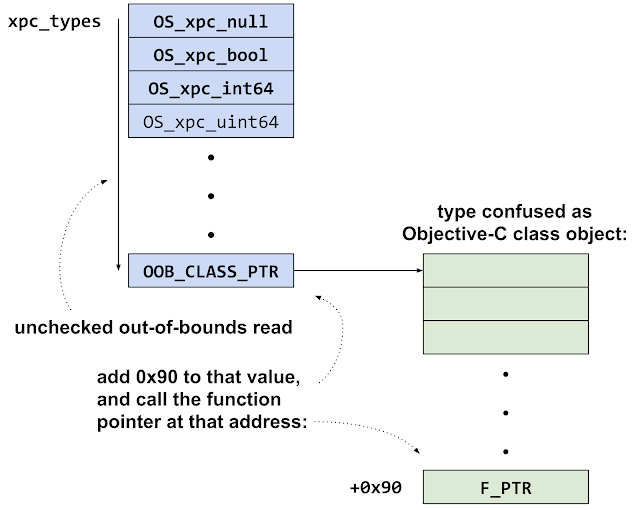 xpc_types
OS_xpc_null
OS_xpc_bool
OS_xpc_int64
OS_xpc_uint64
type confused as
Objective-C class object:
OOB_CLASS_PTR
unchecked out-of-bounds read
add 0x90 to that value,
and call the function
pointer at that address:
+0x90
F_PTR